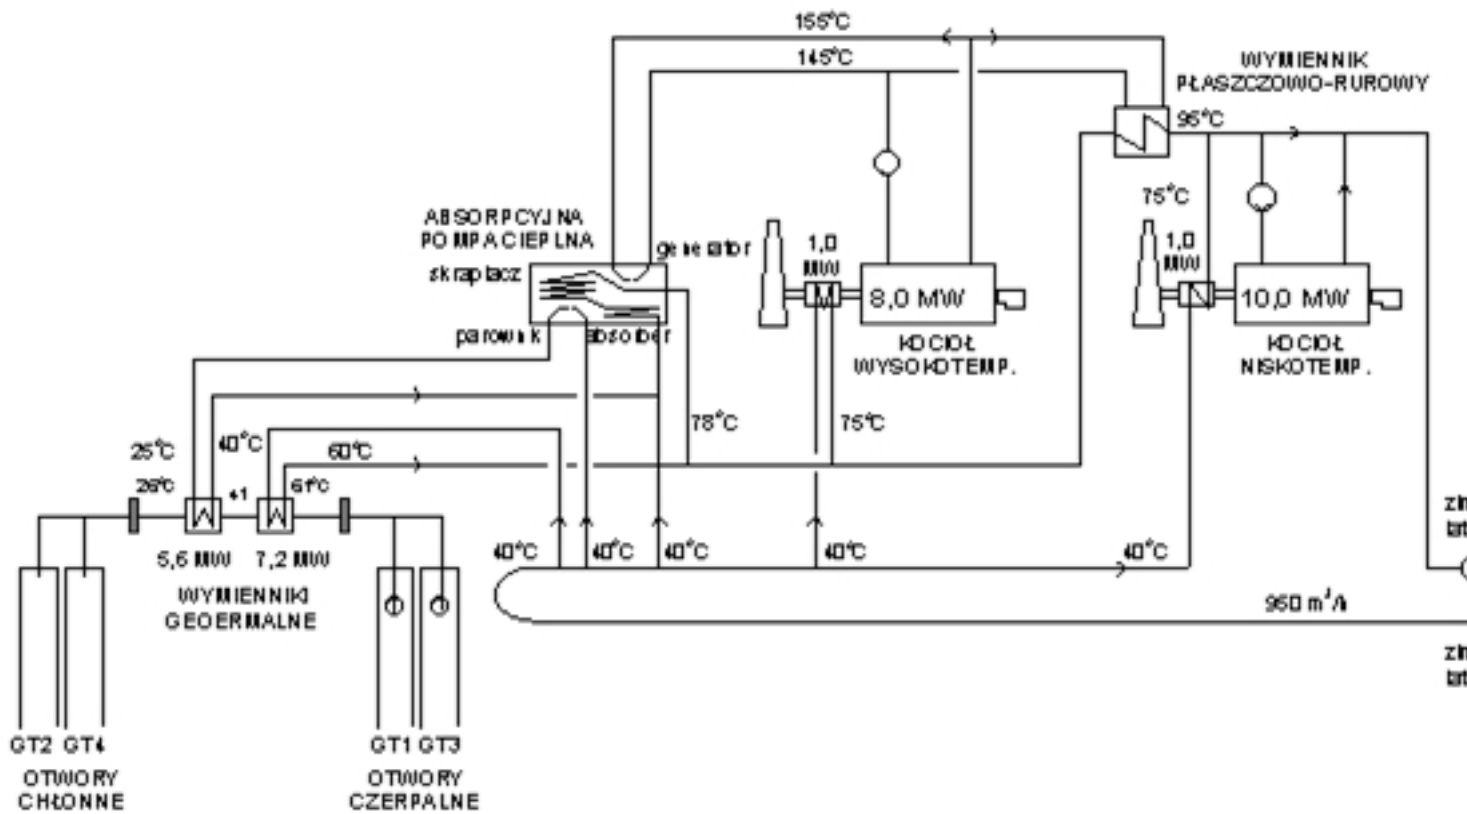 155°C
145°C
WYMIENNIK
PŁASZCZOWO-RUROWY
95°C
75°C
ABSORPCYJNA
POMPA CIEPLNA
generator
skraplacz
1,0
MW
1,0
MW
8,0 MW
10,0 MW
parownik
absorber
KOCIOŁ
WYSOKOTEMP.
KOCIOŁ
NISKOTEMP.
78°C
75°C
25°C
40°C
60°C
26°C
41
61°C
5,6 MW
7,2 MW
40°C
40°C
40°C
40°C
40°C
WYMIENNIKI
GEOERMALNE
950 m³/h
GT2
GT4
GT1
GT3
OTWORY
CHŁONNE
OTWORY
CZERPALNE